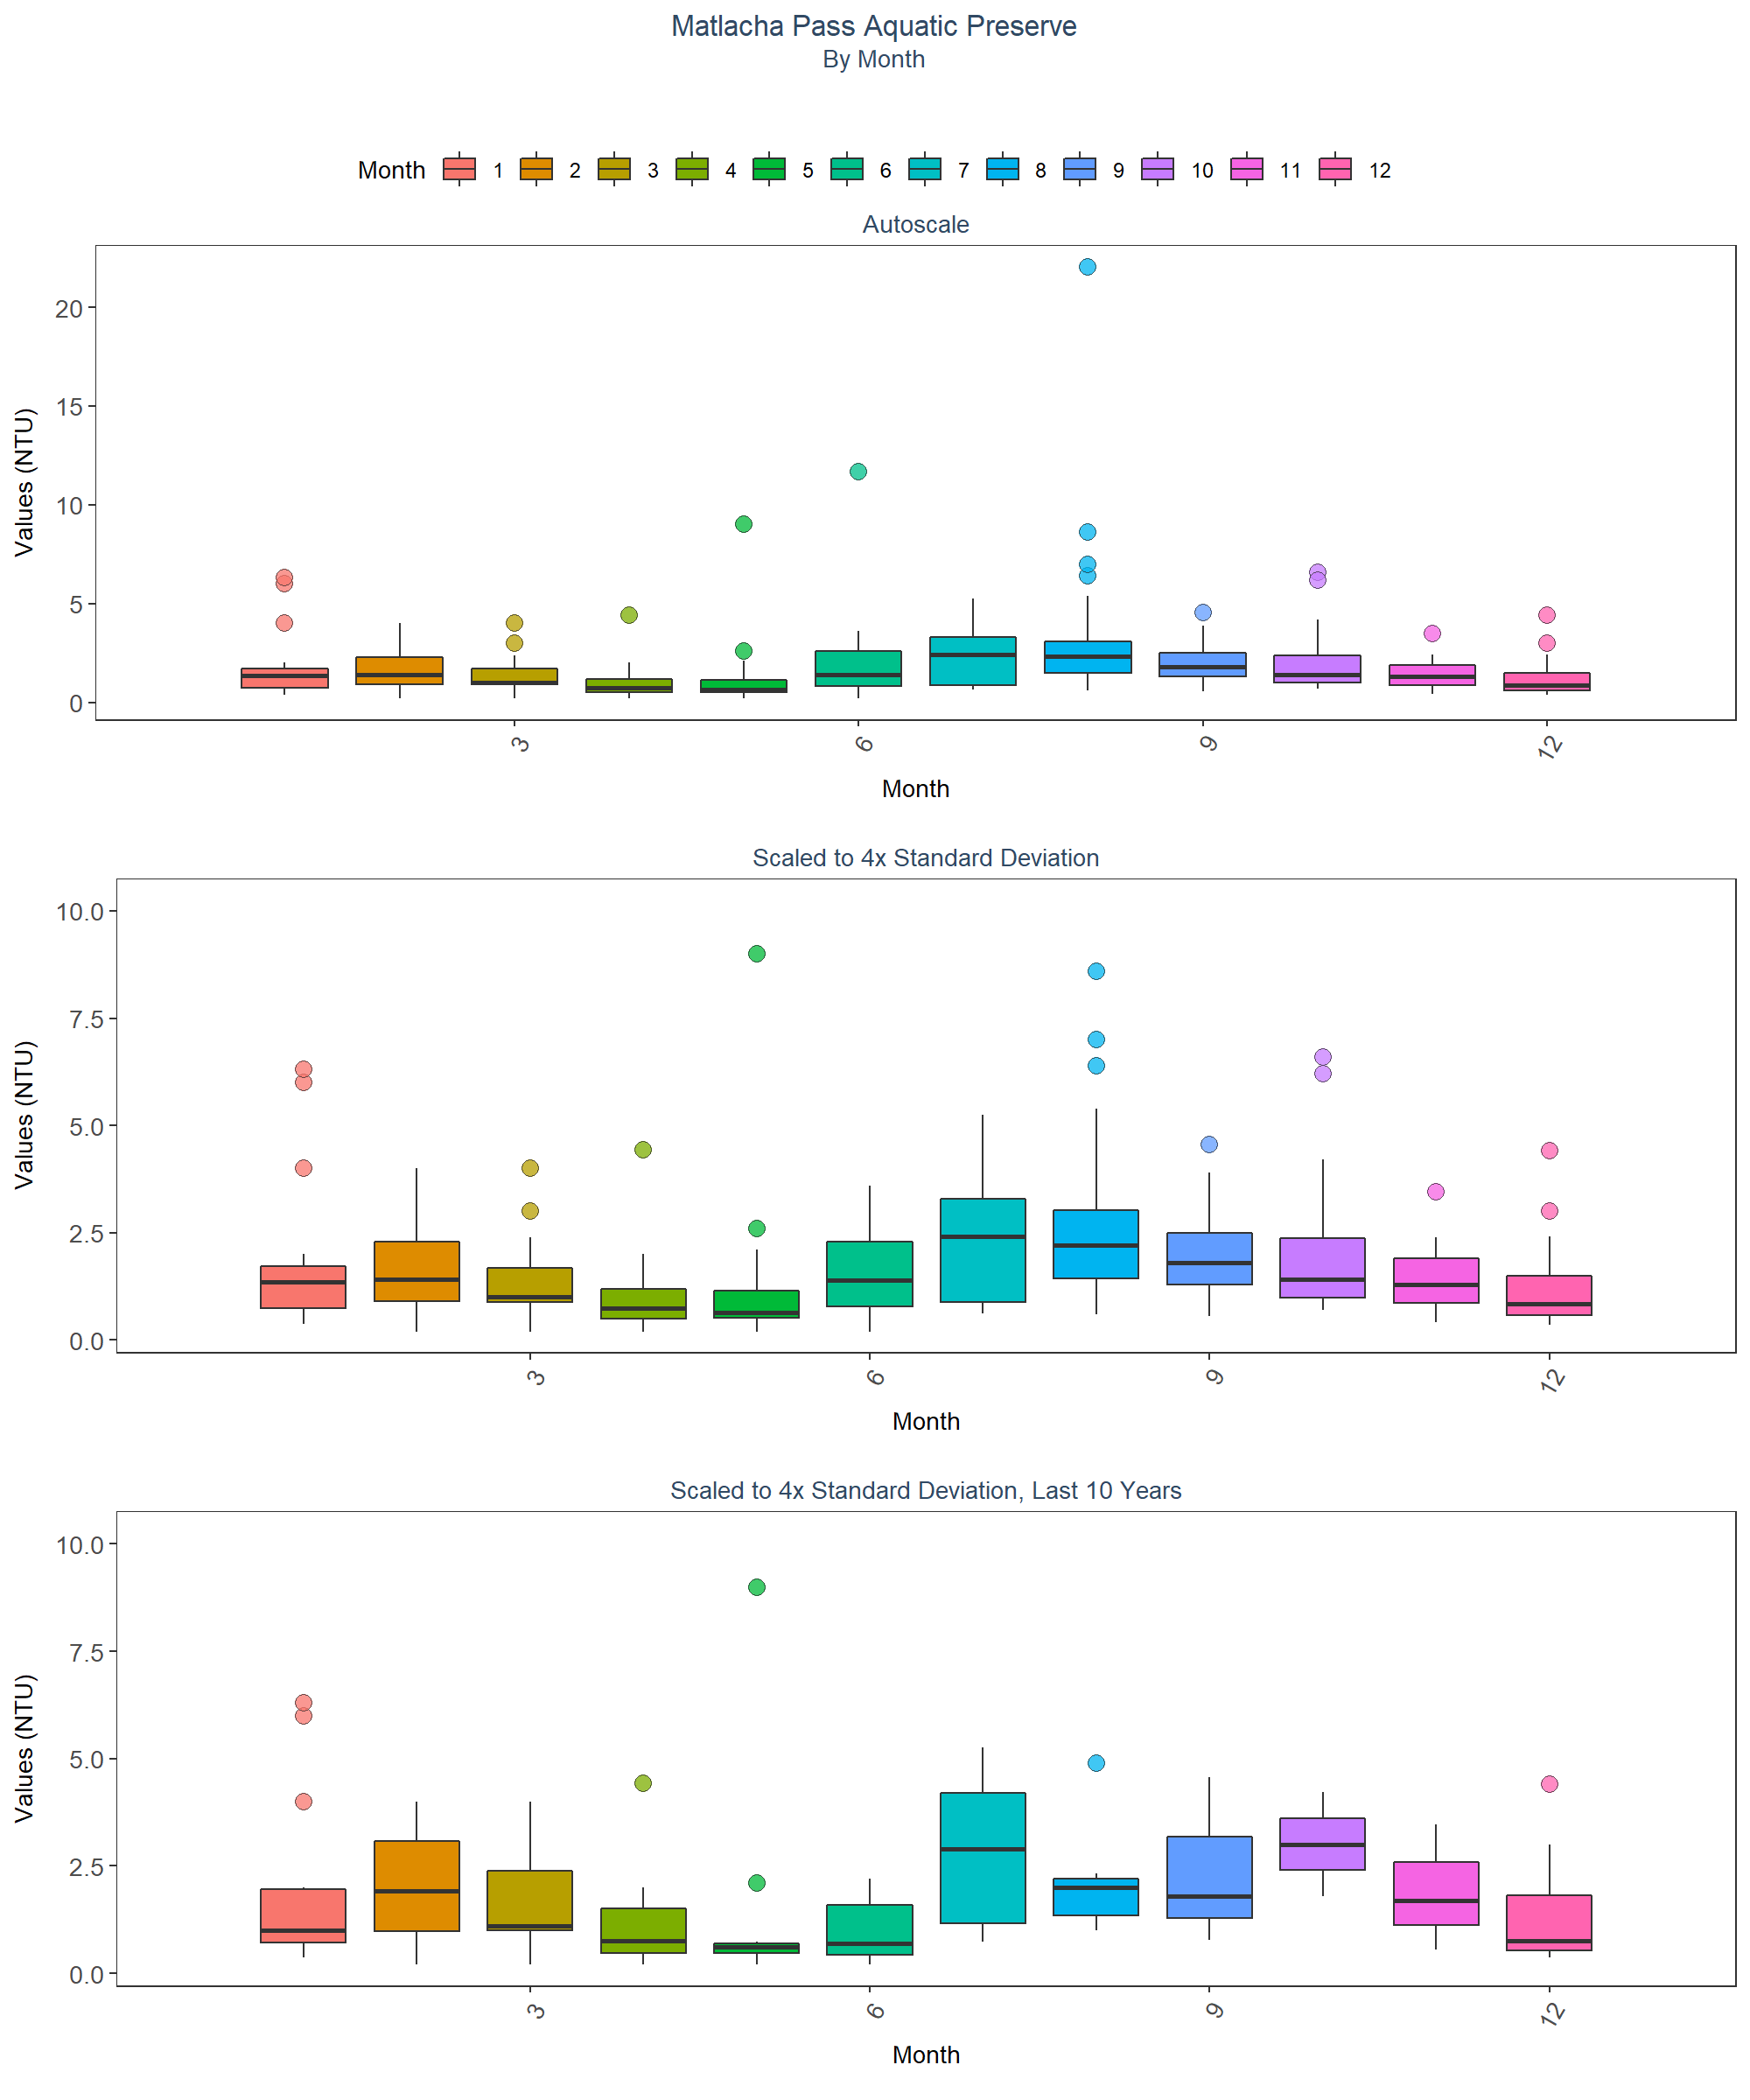 Matlacha Pass Aquatic Preserve
By Month
Month 1 2 3 4 5 6 7 8 9 10 11 12
Autoscale
Values (NTU)
20
15
10
5
0
3 6 9 12
Month
Scaled to 4x Standard Deviation
Values (NTU)
10.0
7.5
5.0
2.5
0.0
3 6 9 12
Month
Scaled to 4x Standard Deviation, Last 10 Years
Values (NTU)
10.0
7.5
5.0
2.5
0.0
3 6 9 12
Month